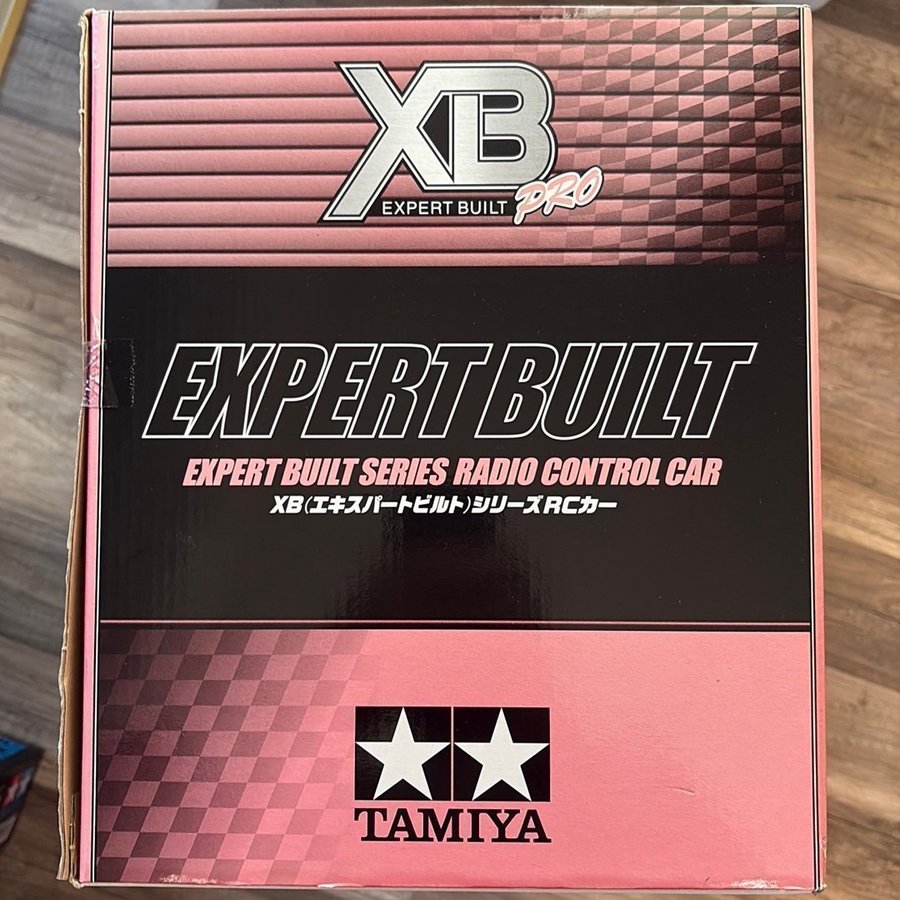 XB
EXPERT BUILT PRO
EXPERT BUILT
EXPERT BUILT SERIES RADIO CONTROL CAR
XB(エキスパートビルト)シリーズRCカー
TAMIYA